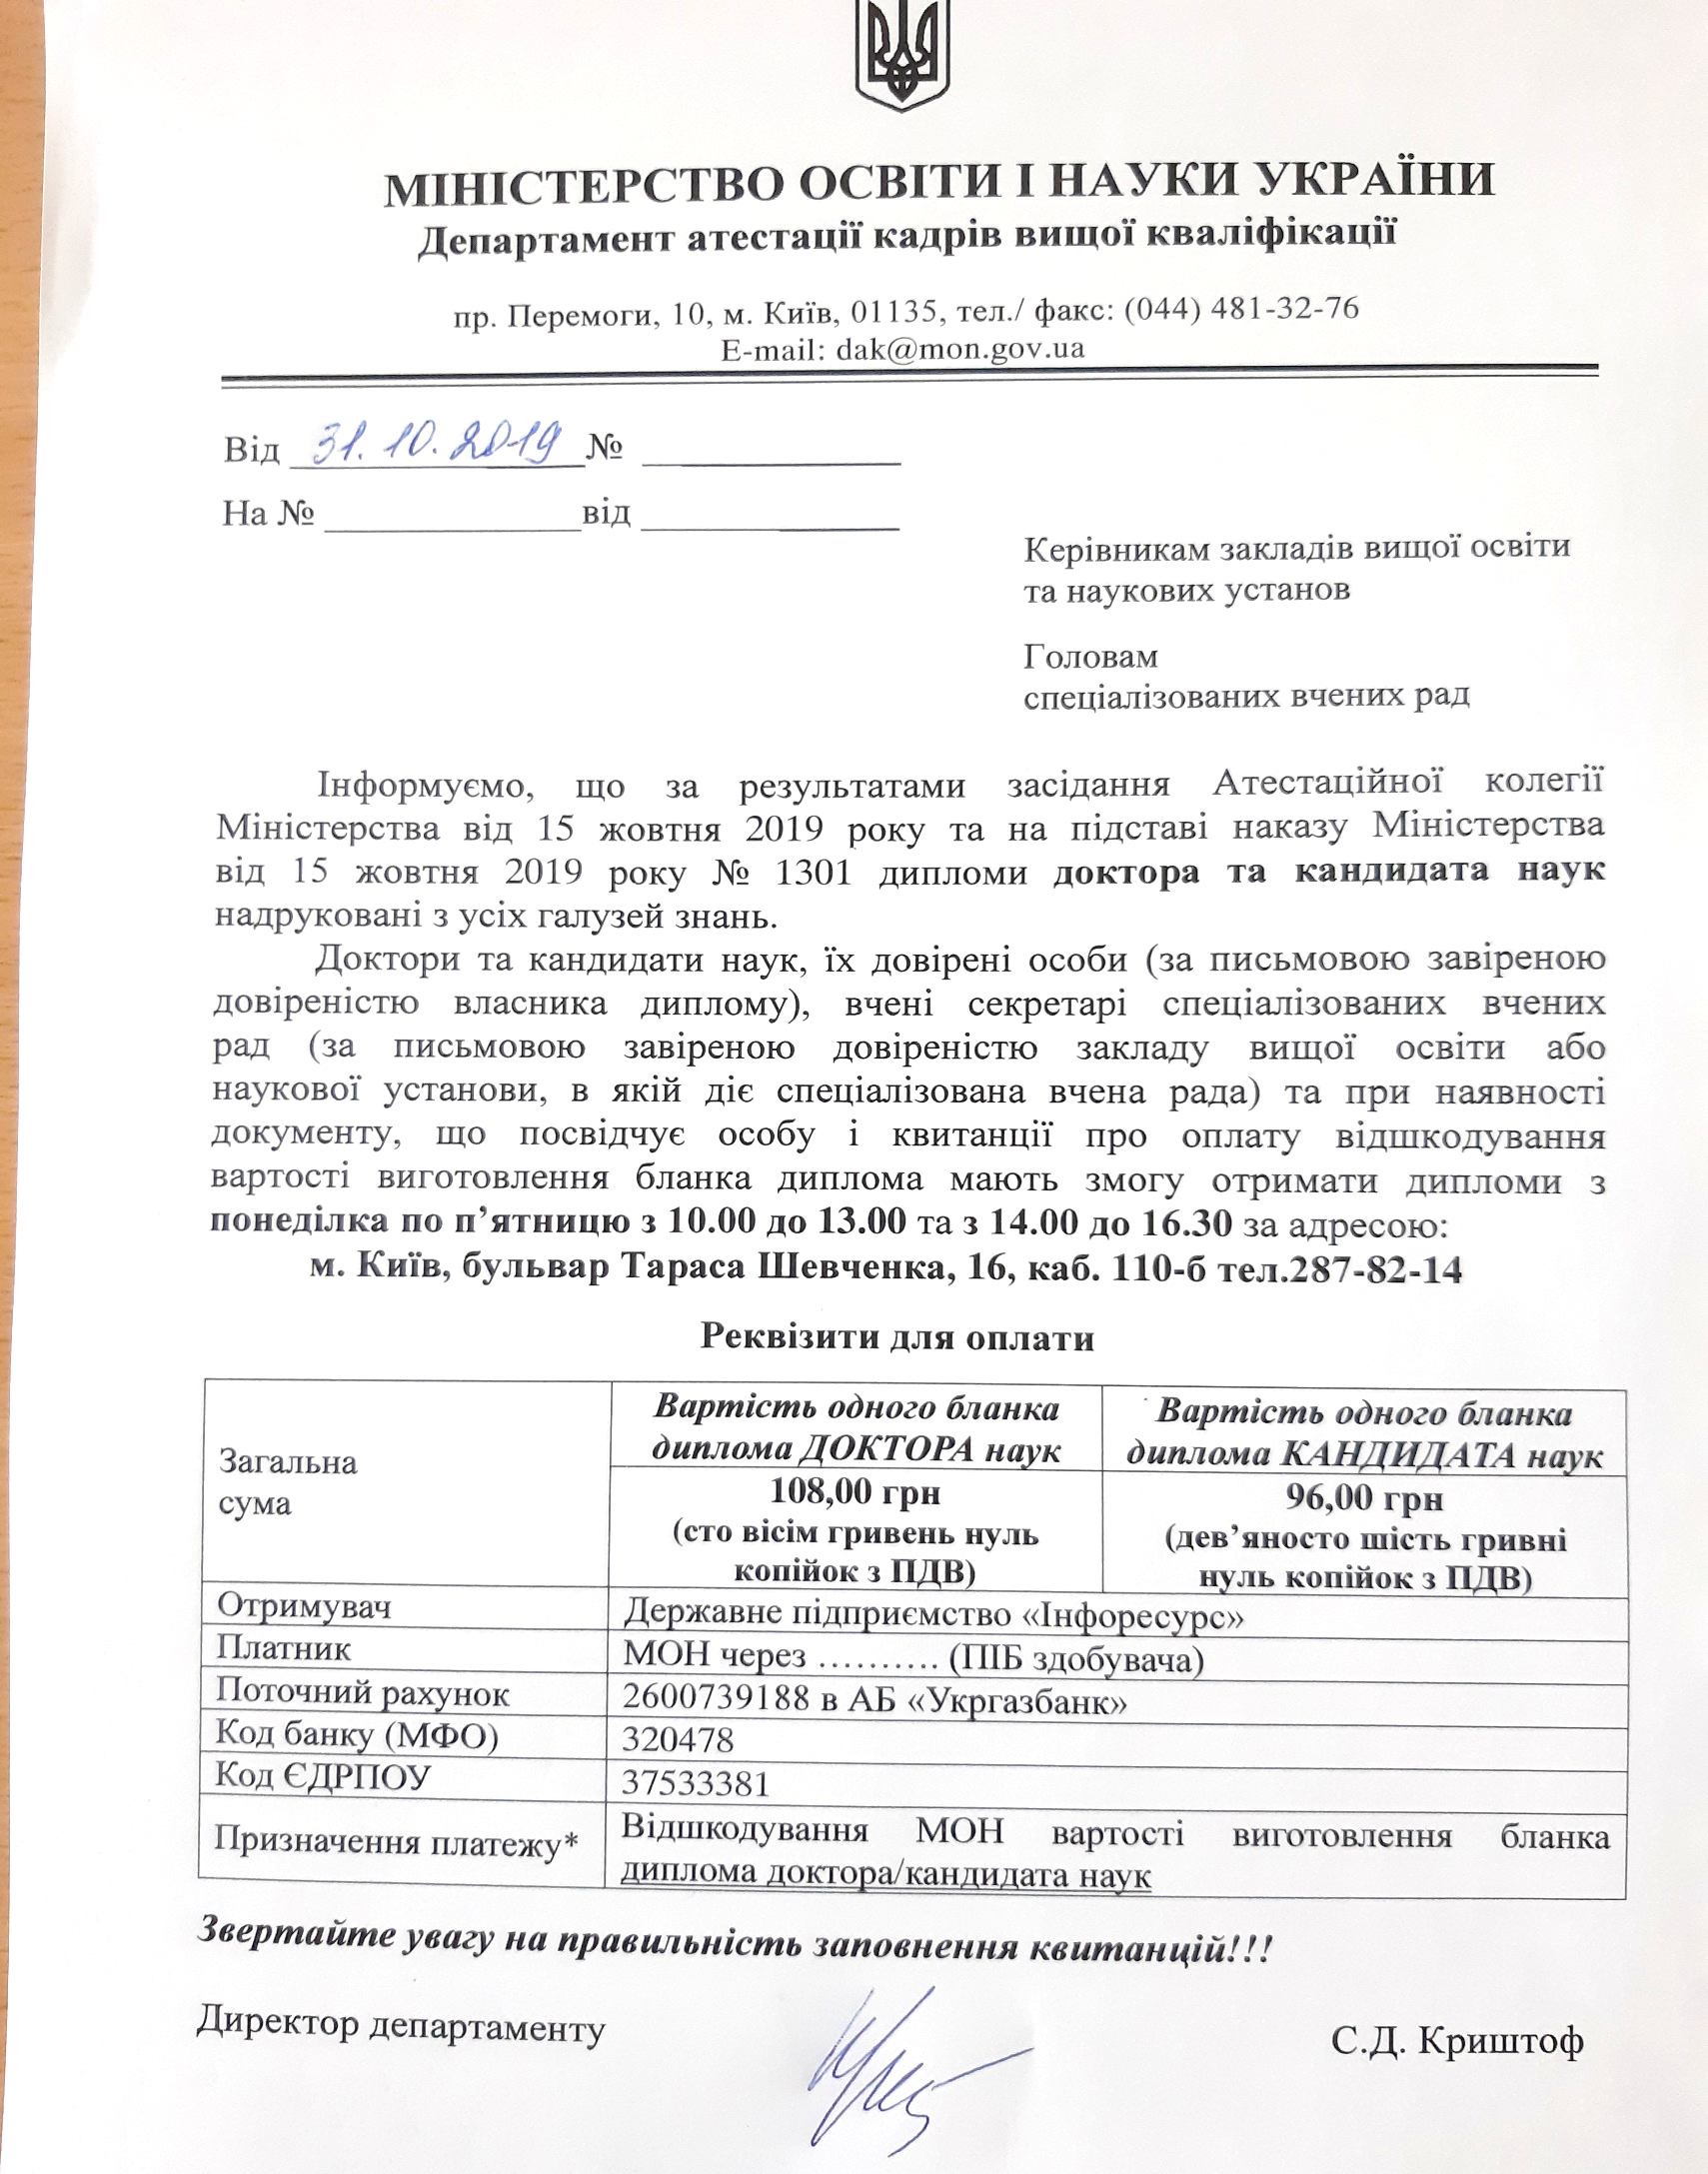 МІНІСТЕРСТВО ОСВІТИ І НАУКИ УКРАЇНИ
Департамент атестації кадрів вищої кваліфікації
пр. Перемоги, 10, м. Київ, 01135, тел./ факс: (044) 481-32-76
E-mail: dak@mon.gov.ua
Від 31.10.2019 №
На № від
Керівникам закладів вищої освіти
та наукових установ
Головам
спеціалізованих вчених рад
Інформуємо, що за результатами засідання Атестаційної колегії
Міністерства від 15 жовтня 2019 року та на підставі наказу Міністерства
від 15 жовтня 2019 року № 1301 дипломи доктора та кандидата наук
надруковані з усіх галузей знань.
Доктори та кандидати наук, їх довірені особи (за письмовою завіреною
довіреністю власника диплому), вчені секретарі спеціалізованих вчених
рад (за письмовою завіреною довіреністю закладу вищої освіти або
наукової установи, в якій діє спеціалізована вчена рада) та при наявності
документу, що посвідчує особу і квитанції про оплату відшкодування
вартості виготовлення бланка диплома мають змогу отримати дипломи з
понеділка по п’ятницю з 10.00 до 13.00 та з 14.00 до 16.30 за адресою:
м. Київ, бульвар Тараса Шевченка, 16, каб. 110-б тел.287-82-14
Реквізити для оплати
Загальна
сума
Вартість одного бланка
диплома ДОКТОРА наук
Вартість одного бланка
диплома КАНДИДАТА наук
108,00 грн
(сто вісім гривень нуль
копійок з ПДВ)
96,00 грн
(дев’яносто шість гривні
нуль копійок з ПДВ)
Отримувач Державне підприємство «Інфоресурс»
Платник МОН через ………. (ПІБ здобувача)
Поточний рахунок 2600739188 в АБ «Укргазбанк»
Код банку (МФО) 320478
Код ЄДРПОУ 37533381
Призначення платежу* Відшкодування МОН вартості виготовлення бланка
диплома доктора/кандидата наук
Звертайте увагу на правильність заповнення квитанцій!!!
Директор департаменту С.Д. Криштоф